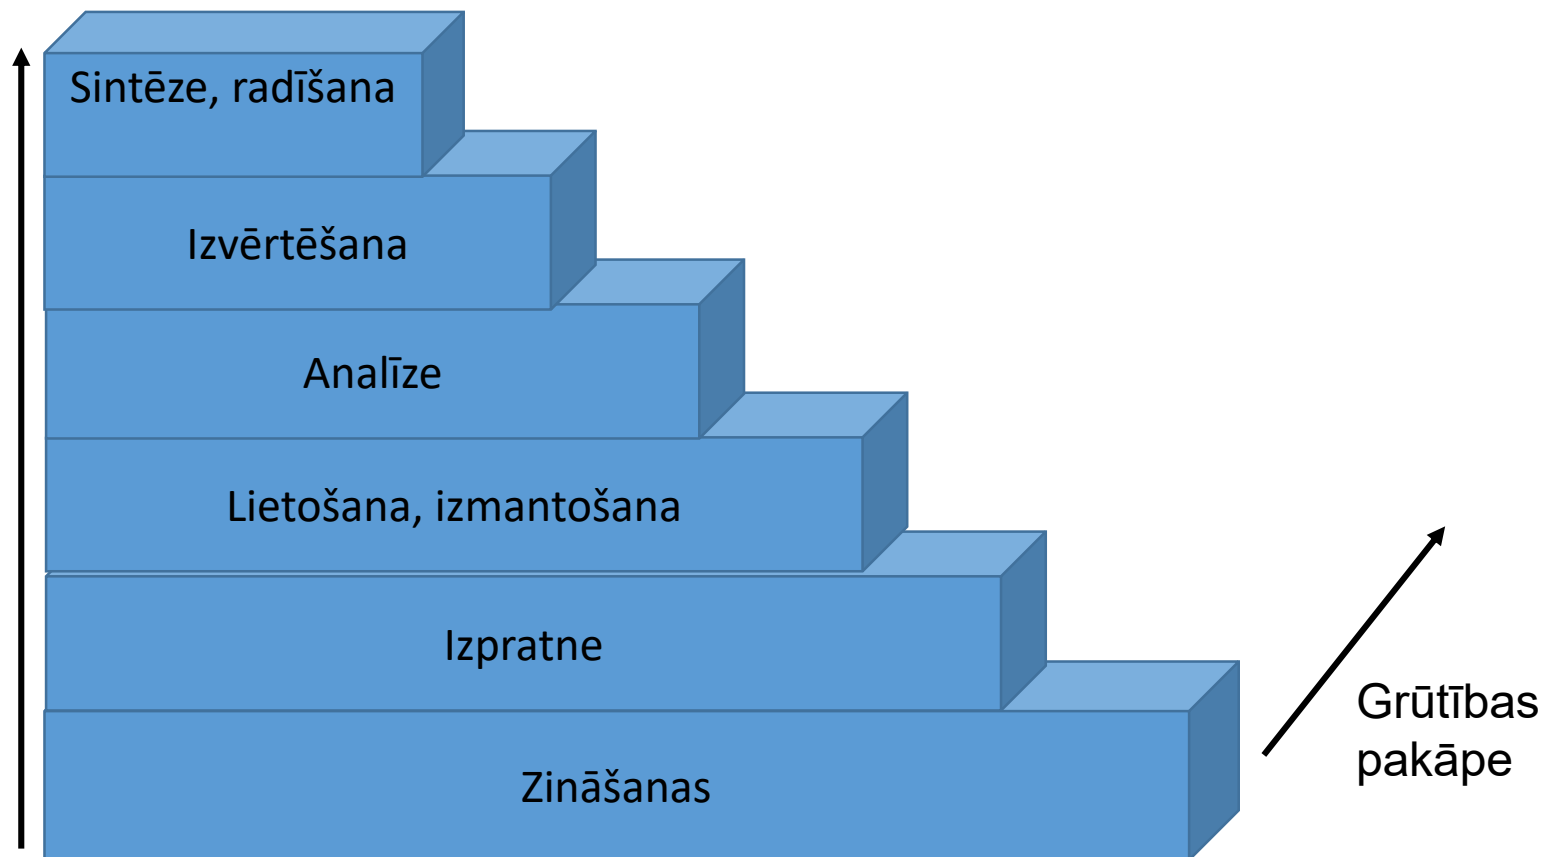 Sintēze, radīšana
Izvērtēšana
Analīze
Lietošana, izmantošana
Izpratne
Zināšanas
Grūtības
pakāpe